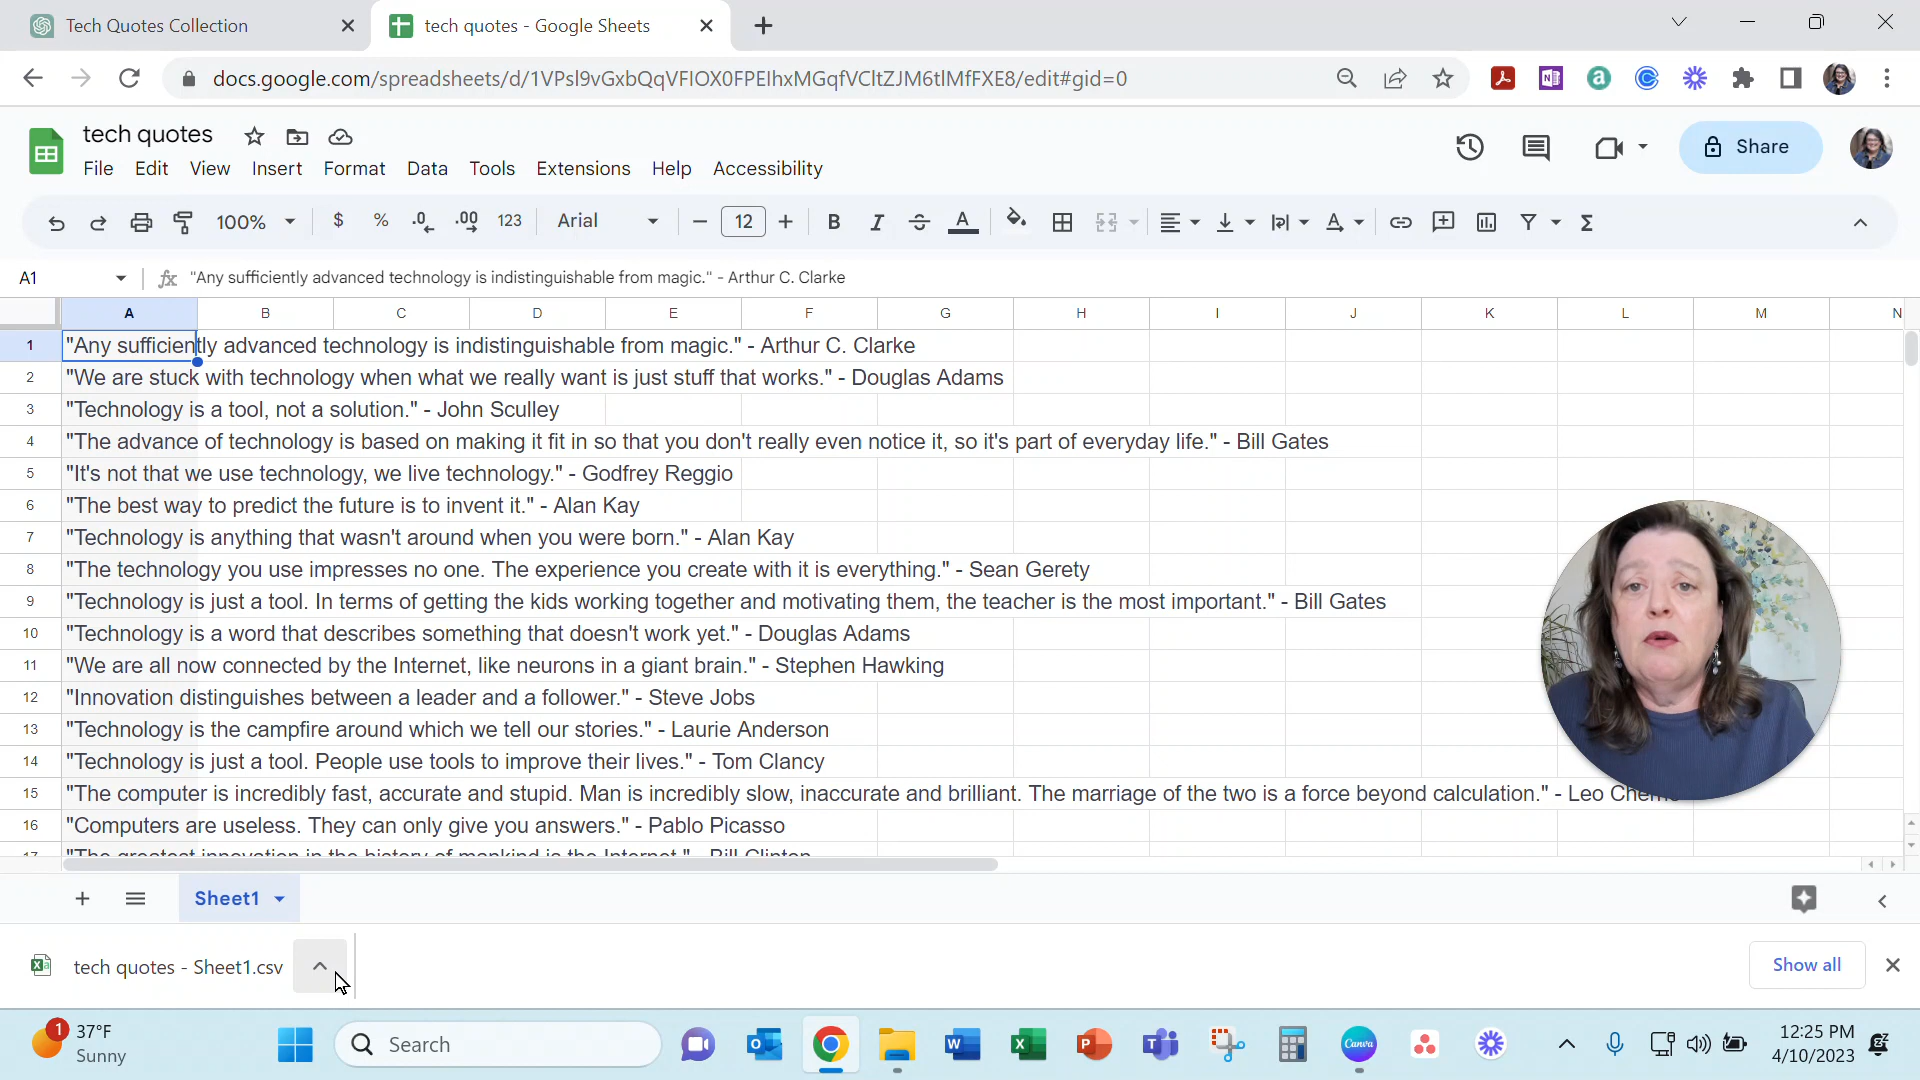 Tech Quotes Collection
tech quotes - Google Sheets
docs.google.com/spreadsheets/d/1VPsl9vGxbQqVFIOX0FPEIhxMGqfVCltZJM6tlMfFXE8/edit#gid=0
tech quotes
File Edit View Insert Format Data Tools Extensions Help Accessibility
Share
100% $ % .0 .00 123 Arial 12 B I S A
A1 fx "Any sufficiently advanced technology is indistinguishable from magic." - Arthur C. Clarke
A B C D E F G H I J K L M N
1 "Any sufficiently advanced technology is indistinguishable from magic." - Arthur C. Clarke
2 "We are stuck with technology when what we really want is just stuff that works." - Douglas Adams
3 "Technology is a tool, not a solution." - John Sculley
4 "The advance of technology is based on making it fit in so that you don't really even notice it, so it's part of everyday life." - Bill Gates
5 "It's not that we use technology, we live technology." - Godfrey Reggio
6 "The best way to predict the future is to invent it." - Alan Kay
7 "Technology is anything that wasn't around when you were born." - Alan Kay
8 "The technology you use impresses no one. The experience you create with it is everything." - Sean Gerety
9 "Technology is just a tool. In terms of getting the kids working together and motivating them, the teacher is the most important." - Bill Gates
10 "Technology is a word that describes something that doesn't work yet." - Douglas Adams
11 "We are all now connected by the Internet, like neurons in a giant brain." - Stephen Hawking
12 "Innovation distinguishes between a leader and a follower." - Steve Jobs
13 "Technology is the campfire around which we tell our stories." - Laurie Anderson
14 "Technology is just a tool. People use tools to improve their lives." - Tom Clancy
15 "The computer is incredibly fast, accurate and stupid. Man is incredibly slow, inaccurate and brilliant. The marriage of the two is a force beyond calculation." - Leo
16 "Computers are useless. They can only give you answers." - Pablo Picasso
17 "The greatest innovation in the history of mankind is the Internet." - Bill Clinton
Sheet1
tech quotes - Sheet1.csv
Show all
1 37°F
Sunny
Search
Canva
12:25 PM
4/10/2023